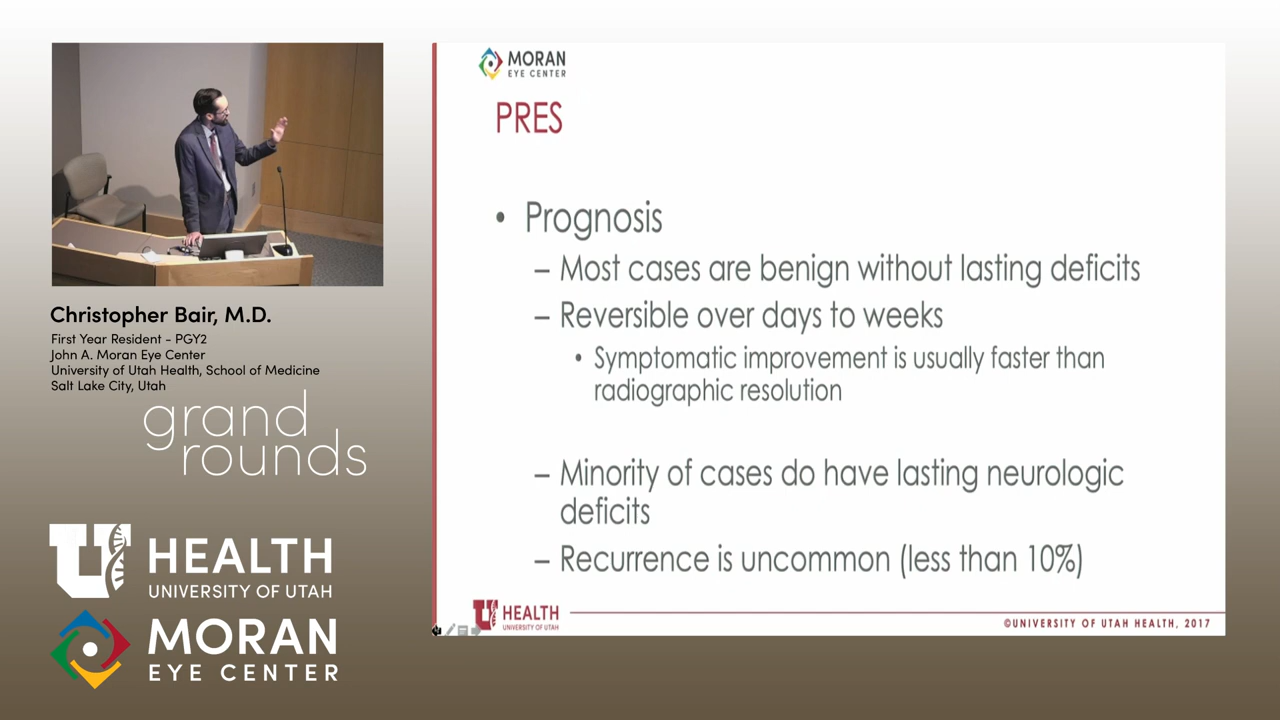 Christopher Bair, M.D.
First Year Resident - PGY2
John A. Moran Eye Center
University of Utah Health, School of Medicine
Salt Lake City, Utah
grand
rounds
U HEALTH
UNIVERSITY OF UTAH
MORAN
EYE CENTER
MORAN
EYE CENTER
PRES
• Prognosis
– Most cases are benign without lasting deficits
– Reversible over days to weeks
• Symptomatic improvement is usually faster than
radiographic resolution
– Minority of cases do have lasting neurologic
deficits
– Recurrence is uncommon (less than 10%)
U HEALTH
UNIVERSITY OF UTAH
©UNIVERSITY OF UTAH HEALTH, 2017